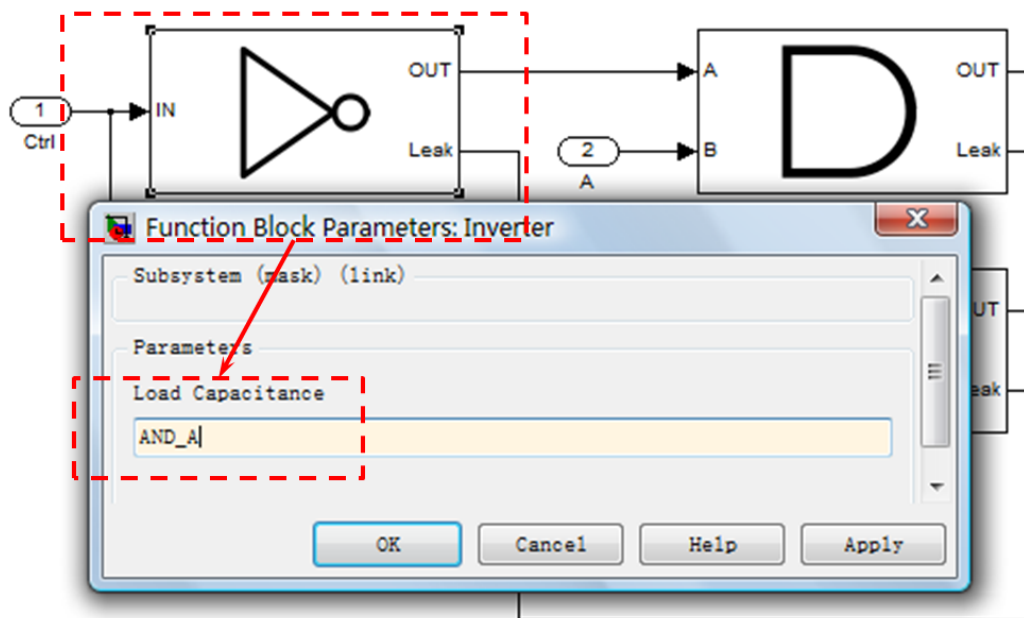 OUT
A
OUT
1
IN
Ctrl
Leak
2
B
Leak
A
Function Block Parameters: Inverter
Subsystem (mask) (link)
UT
Parameters
Load Capacitance
eak
AND_A
OK
Cancel
Help
Apply